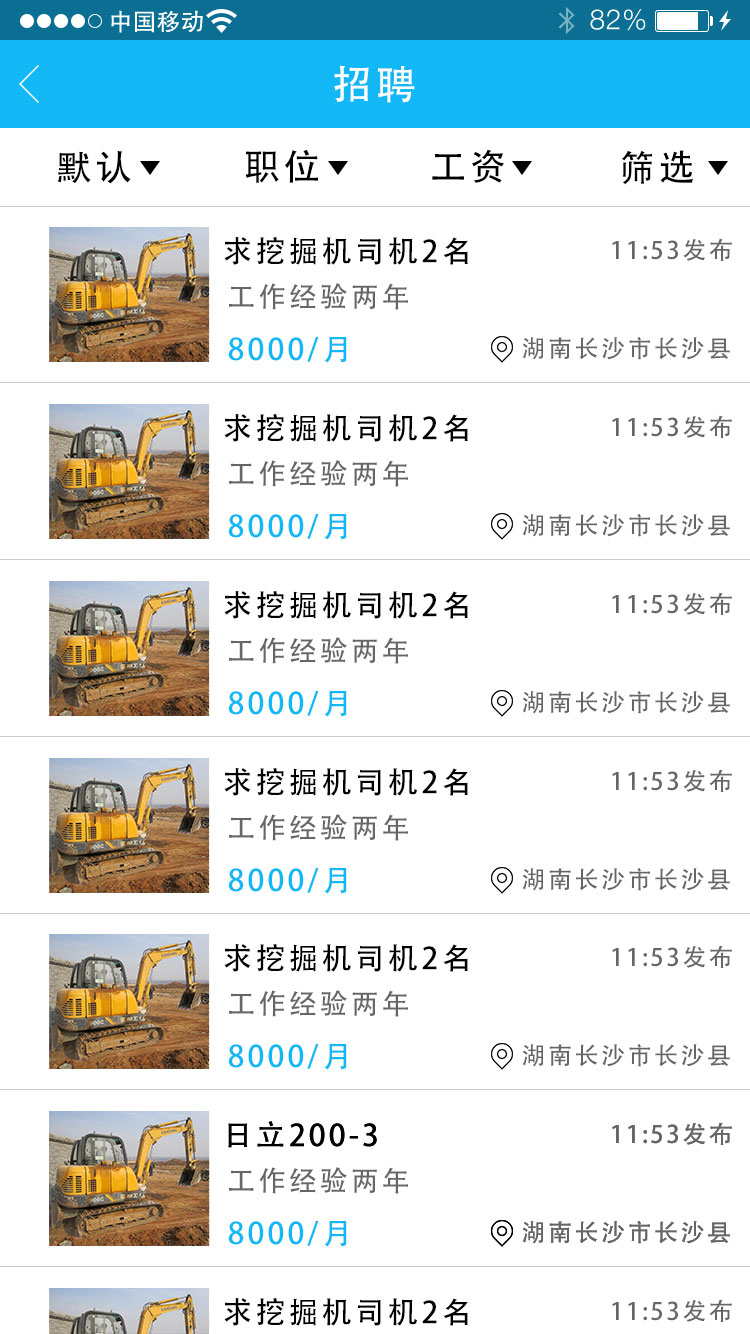 中国移动 82%
招聘
默认 职位 工资 筛选
求挖掘机司机2名 11:53发布
工作经验两年
8000/月 湖南长沙市长沙县
求挖掘机司机2名 11:53发布
工作经验两年
8000/月 湖南长沙市长沙县
求挖掘机司机2名 11:53发布
工作经验两年
8000/月 湖南长沙市长沙县
求挖掘机司机2名 11:53发布
工作经验两年
8000/月 湖南长沙市长沙县
求挖掘机司机2名 11:53发布
工作经验两年
8000/月 湖南长沙市长沙县
日立200-3 11:53发布
工作经验两年
8000/月 湖南长沙市长沙县
求挖掘机司机2名 11:53发布